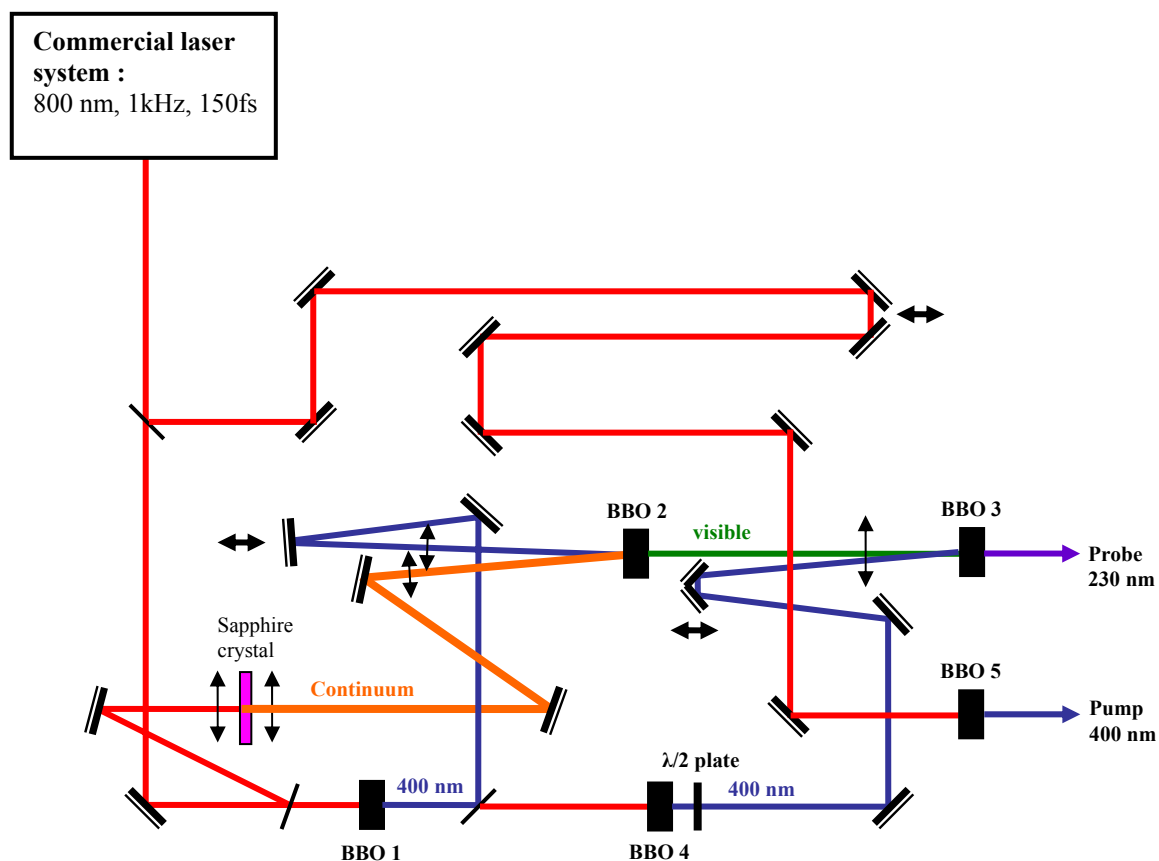 Commercial laser
system :
800 nm, 1kHz, 150fs
BBO 2
BBO 3
visible
Probe
230 nm
Sapphire
crystal
Continuum
BBO 5
Pump
400 nm
λ/2 plate
400 nm
400 nm
BBO 1
BBO 4